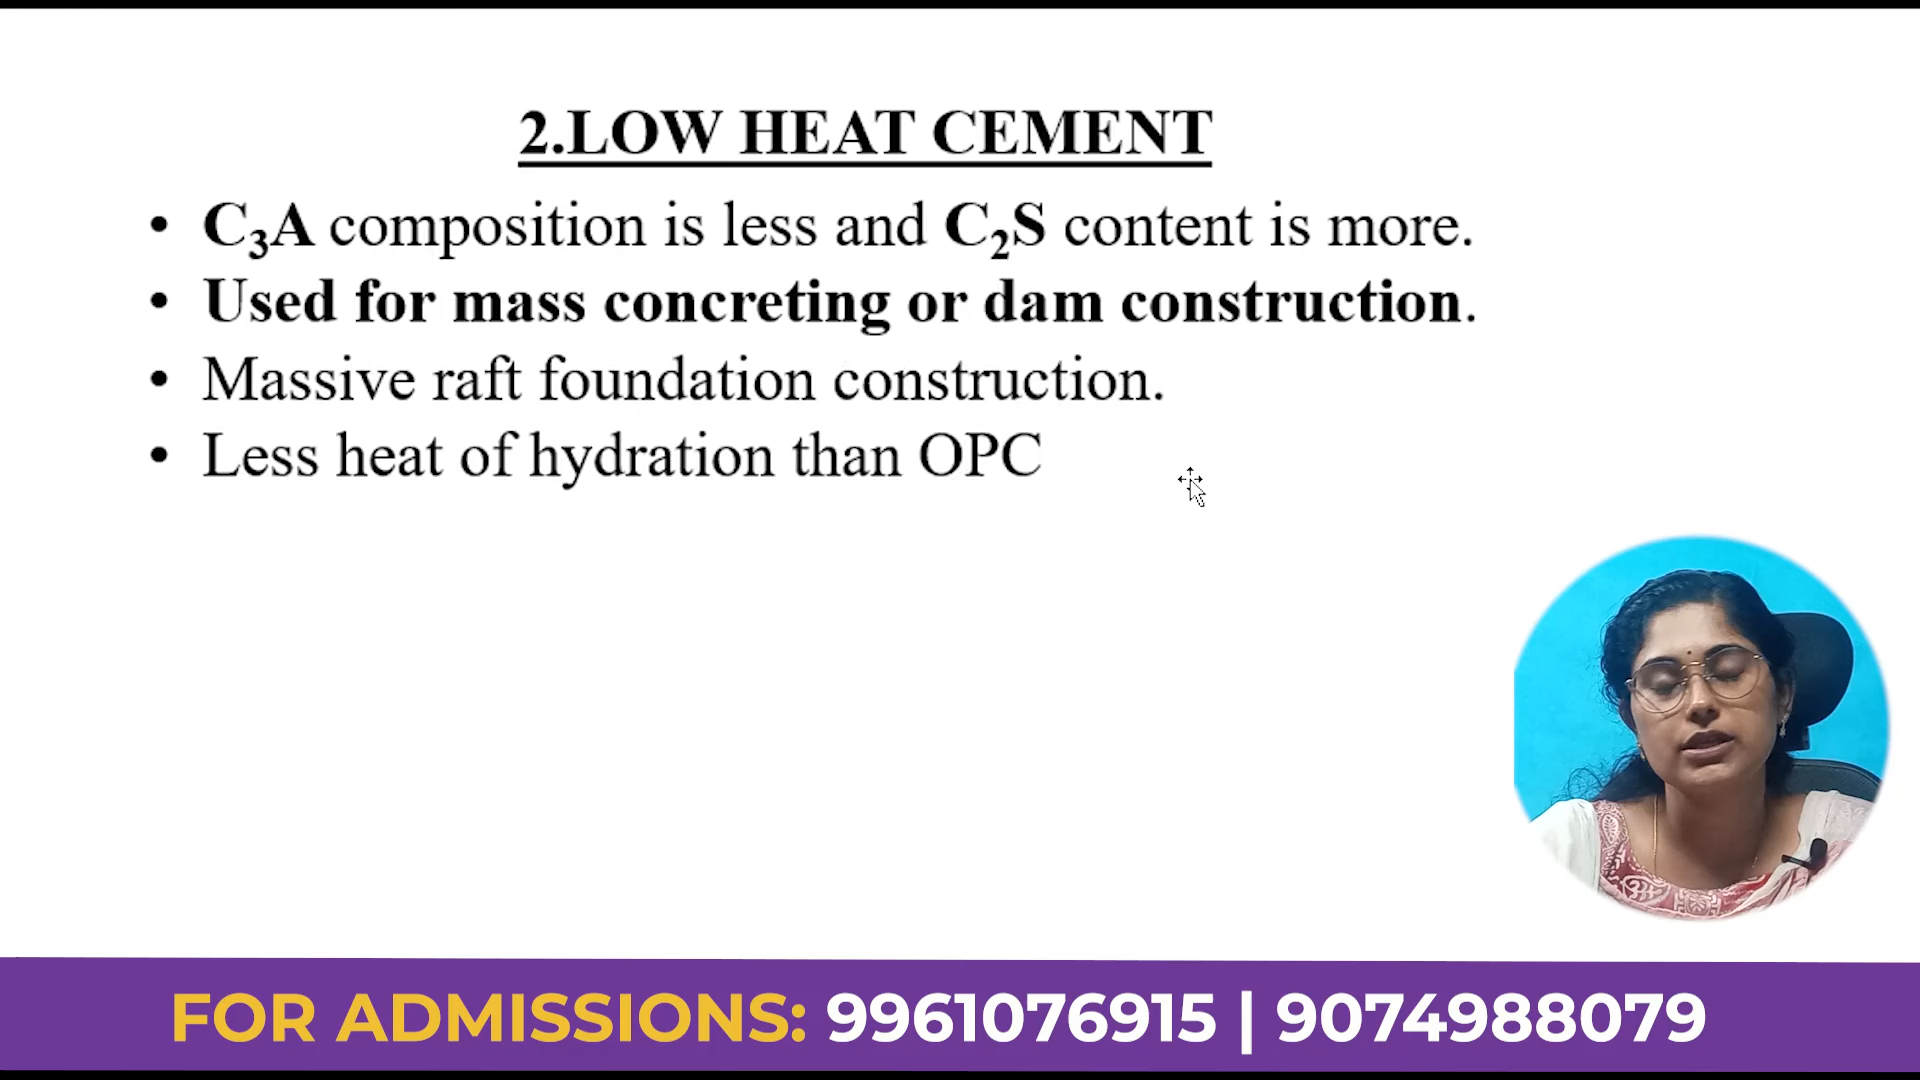 2.LOW HEAT CEMENT
• C₃A composition is less and C₂S content is more.
• Used for mass concreting or dam construction.
• Massive raft foundation construction.
• Less heat of hydration than OPC
FOR ADMISSIONS: 9961076915 | 9074988079